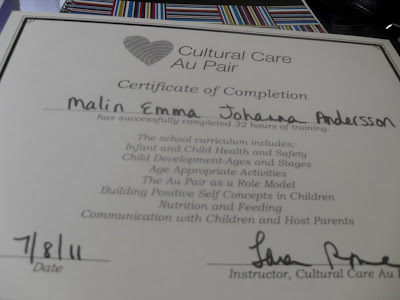 Cultural Care
Au Pair
Certificate of Completion
Malin Emma Johanna Andersson
has successfully completed 32 hours of training.
The school curriculum includes:
Infant and Child Health and Safety
Child Development-Ages and Stages
Age Appropriate Activities
The Au Pair as a Role Model
Building Positive Self Concepts in Children
Nutrition and Feeding
Communication with Children and Host Parents
7/8/11
Date
Instructor, Cultural Care Au